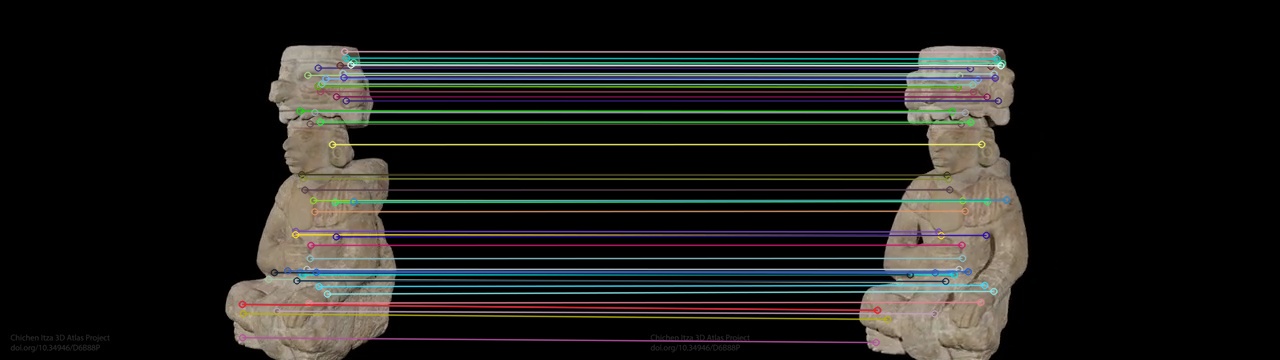 Chichen Itza 3D Atlas Project
doi.org/10.34946/D6B88P
Chichen Itza 3D Atlas Project
doi.org/10.34946/D6B88P